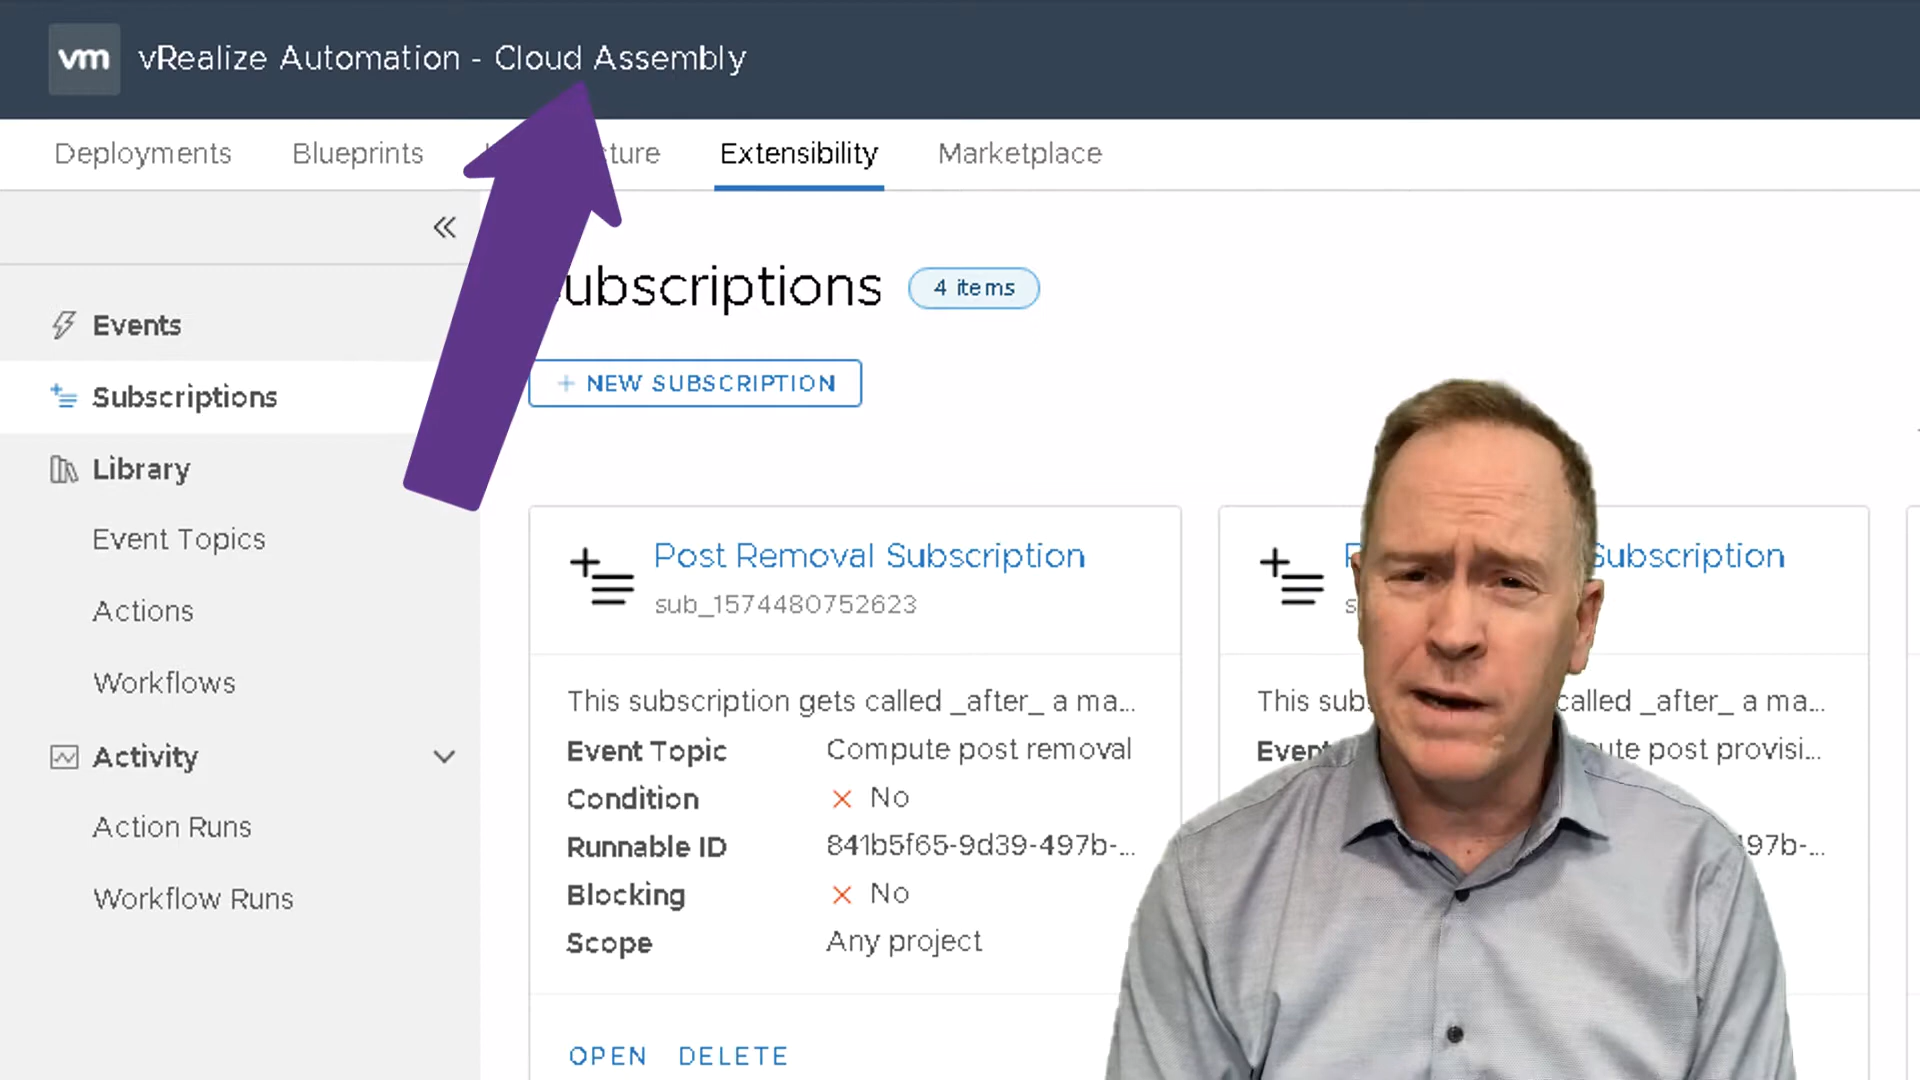 vm vRealize Automation - Cloud Assembly
Deployments Blueprints ture Extensibility Marketplace
ubscriptions 4 items
Events
+ NEW SUBSCRIPTION
Subscriptions
Library
Event Topics
Post Removal Subscription Subscription
sub_1574480752623
Actions
Workflows
This subscription gets called _after_ a ma... This sub called _after_ a ma...
Activity
Event Topic Compute post removal Event ute post provisi...
Condition No
Action Runs
Runnable ID 841b5f65-9d39-497b-... 497b-...
Workflow Runs
Blocking No
Scope Any project
OPEN DELETE